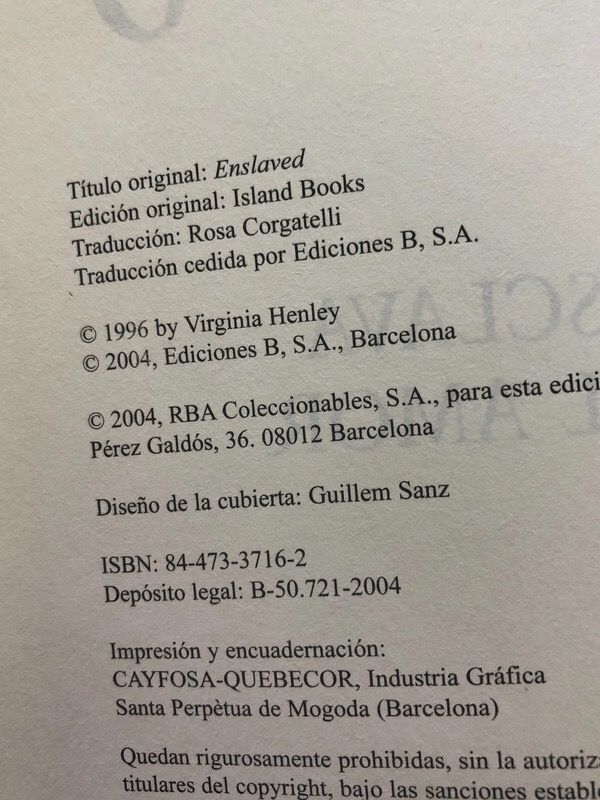 Título original: Enslaved
Edición original: Island Books
Traducción: Rosa Corgatelli
Traducción cedida por Ediciones B, S.A.
© 1996 by Virginia Henley
© 2004, Ediciones B, S.A., Barcelona
© 2004, RBA Coleccionables, S.A., para esta edici
Pérez Galdós, 36. 08012 Barcelona
Diseño de la cubierta: Guillem Sanz
ISBN: 84-473-3716-2
Depósito legal: B-50.721-2004
Impresión y encuadernación:
CAYFOSA-QUEBECOR, Industria Gráfica
Santa Perpètua de Mogoda (Barcelona)
Quedan rigurosamente prohibidas, sin la autoriza
titulares del copyright, bajo las sanciones estable